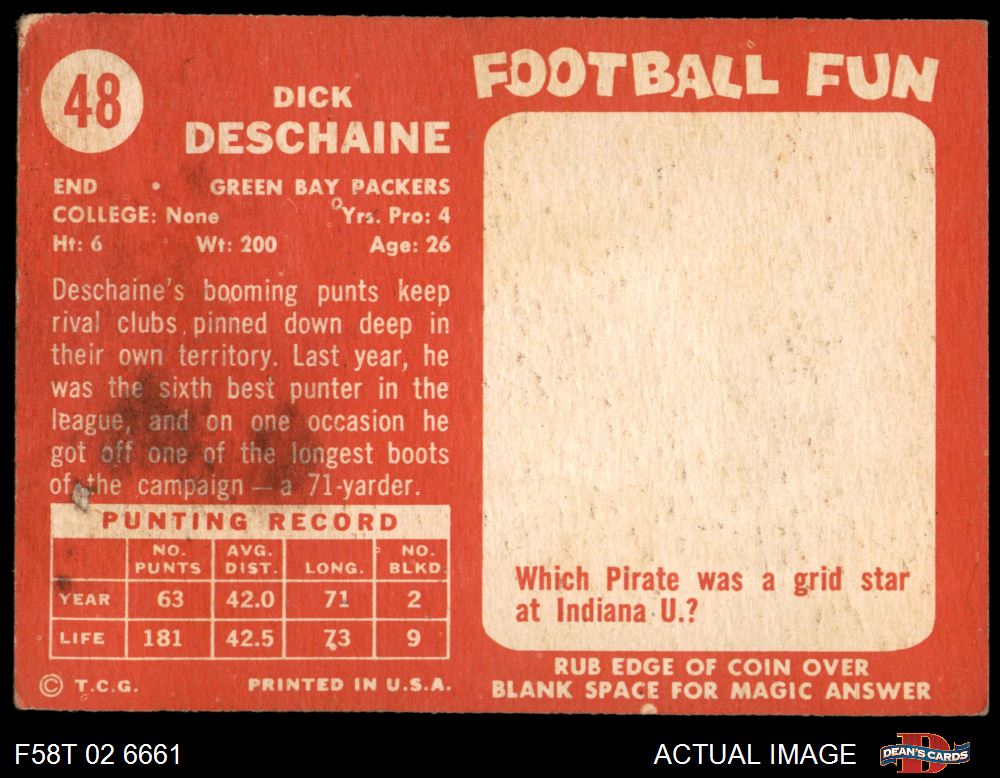 48
DICK
DESCHAINE
END • GREEN BAY PACKERS
COLLEGE: None Yrs. Pro: 4
Ht: 6 Wt: 200 Age: 26
Deschaine's booming punts keep
rival clubs pinned down deep in
their own territory. Last year, he
was the sixth best punter in the
league, and on one occasion he
got off one of the longest boots
of the campaign — a 71-yarder.
PUNTING RECORD
NO. PUNTS AVG. DIST. LONG. NO. BLKD.
YEAR 63 42.0 71 2
LIFE 181 42.5 73 9
© T.C.G. PRINTED IN U.S.A.
FOOTBALL FUN
Which Pirate was a grid star
at Indiana U.?
RUB EDGE OF COIN OVER
BLANK SPACE FOR MAGIC ANSWER
F58T 02 6661
ACTUAL IMAGE
D
DEAN'S CARDS